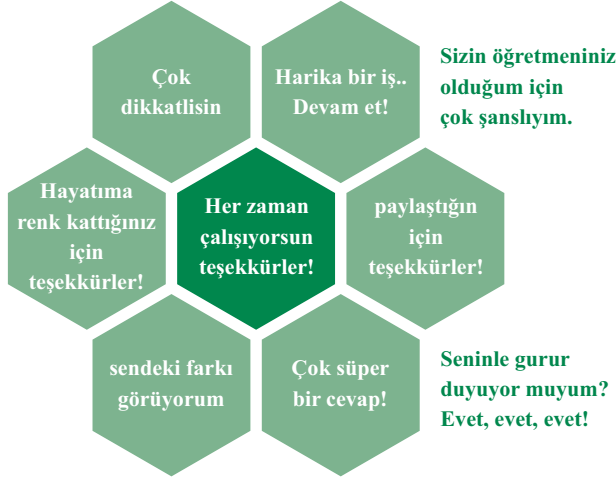 Çok
dikkatlisin
Harika bir iş..
Devam et!
Sizin öğretmeniniz
olduğum için
çok şanslıyım.
Hayatıma
renk kattığınız
için
teşekkürler!
Her zaman
çalışıyorsun
teşekkürler!
paylaştığın
için
teşekkürler!
sendeki farkı
görüyorum
Çok süper
bir cevap!
Seninle gurur
duyuyor muyum?
Evet, evet, evet!